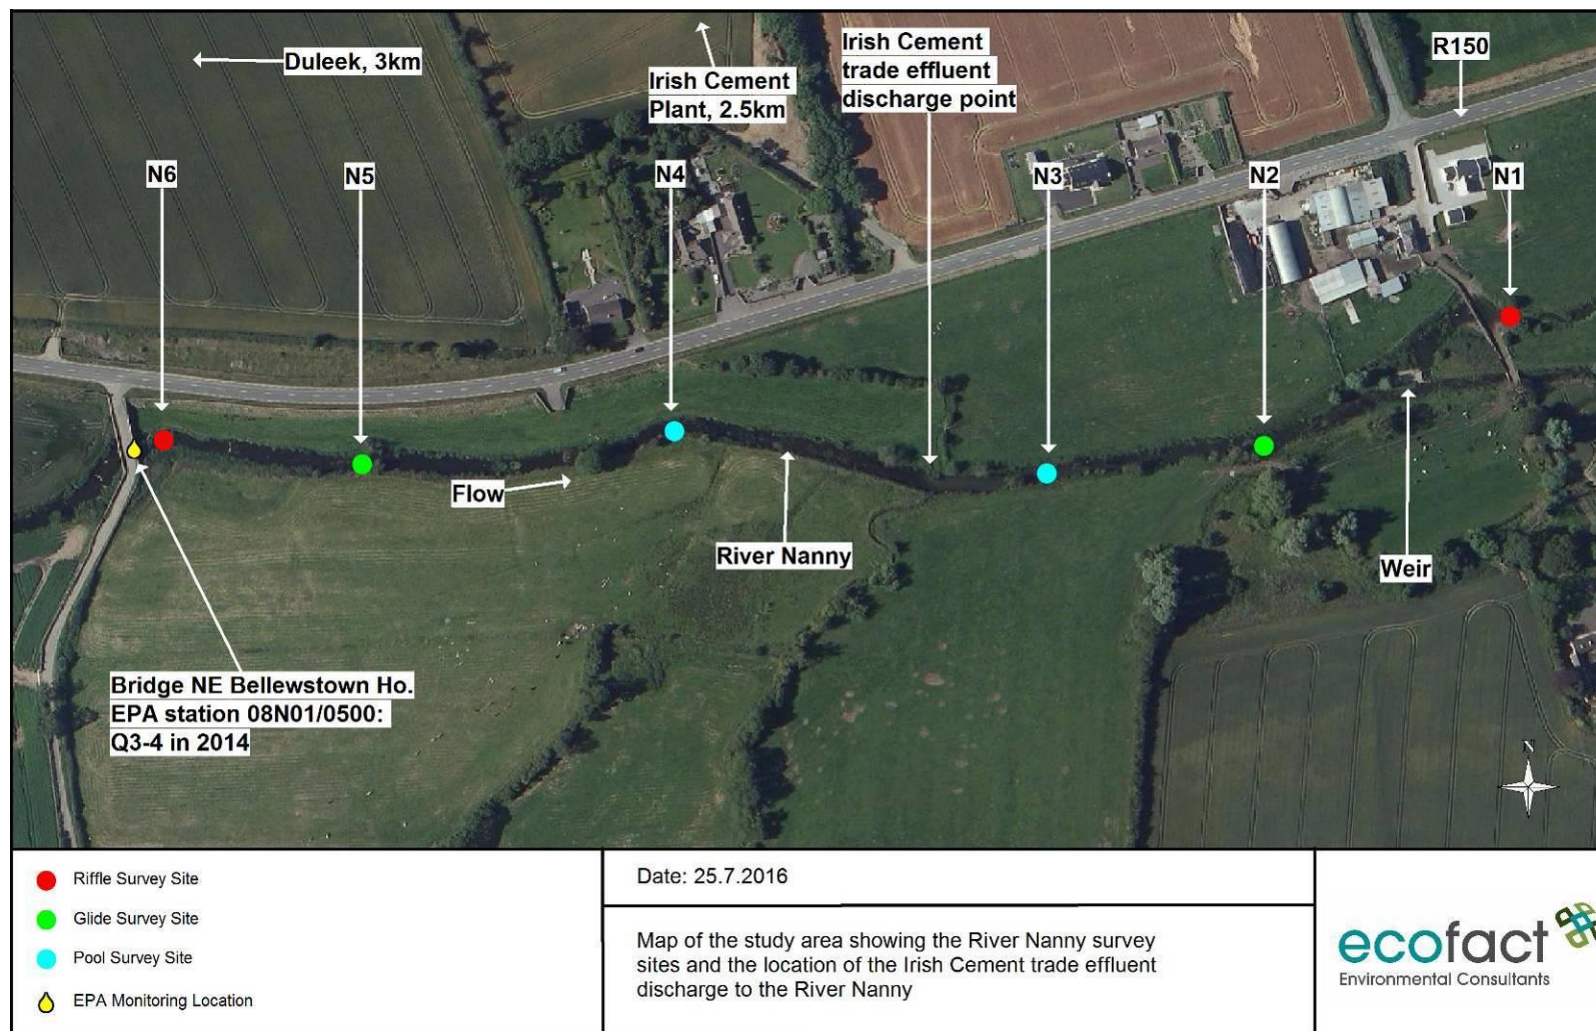 Duleek, 3km
Irish Cement
Plant, 2.5km
Irish Cement
trade effluent
discharge point
R150
N6
N5
N4
N3
N2
N1
Flow
River Nanny
Weir
Bridge NE Bellewstown Ho.
EPA station 08N01/0500:
Q3-4 in 2014
N
Riffle Survey Site
Glide Survey Site
Pool Survey Site
EPA Monitoring Location
Date: 25.7.2016
Map of the study area showing the River Nanny survey
sites and the location of the Irish Cement trade effluent
discharge to the River Nanny
ecofact
Environmental Consultants